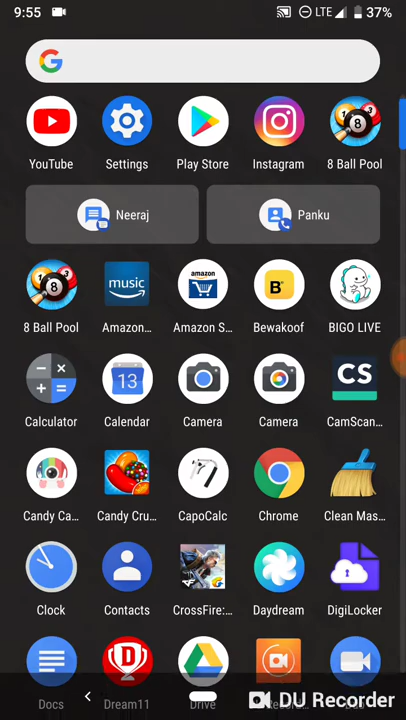 9:55 LTE 37%
YouTube Settings Play Store Instagram 8 Ball Pool
Neeraj Panku
music amazon B®
8 Ball Pool Amazon... Amazon S... Bewakoof BIGO LIVE
13 CS
Calculator Calendar Camera Camera CamScan...
Candy Ca... Candy Cru... CapoCalc Chrome Clean Mas...
Clock Contacts CrossFire:... Daydream DigiLocker
Docs Dream11 Drive
DU Recorder